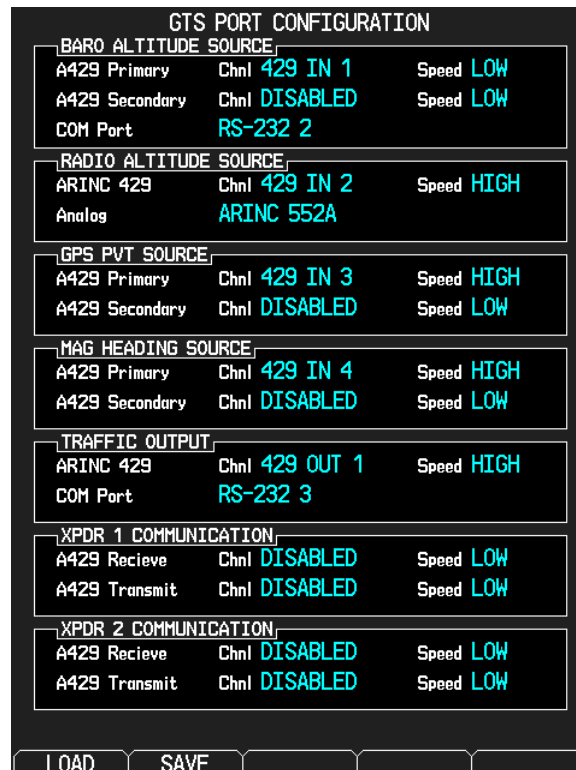 GTS PORT CONFIGURATION
BARO ALTITUDE SOURCE
A429 Primary Chnl 429 IN 1 Speed LOW
A429 Secondary Chnl DISABLED Speed LOW
COM Port RS-232 2
RADIO ALTITUDE SOURCE
ARINC 429 Chnl 429 IN 2 Speed HIGH
Analog ARINC 552A
GPS PVT SOURCE
A429 Primary Chnl 429 IN 3 Speed HIGH
A429 Secondary Chnl DISABLED Speed LOW
MAG HEADING SOURCE
A429 Primary Chnl 429 IN 4 Speed HIGH
A429 Secondary Chnl DISABLED Speed LOW
TRAFFIC OUTPUT
ARINC 429 Chnl 429 OUT 1 Speed HIGH
COM Port RS-232 3
XPDR 1 COMMUNICATION
A429 Recieve Chnl DISABLED Speed LOW
A429 Transmit Chnl DISABLED Speed LOW
XPDR 2 COMMUNICATION
A429 Recieve Chnl DISABLED Speed LOW
A429 Transmit Chnl DISABLED Speed LOW
LOAD SAVE